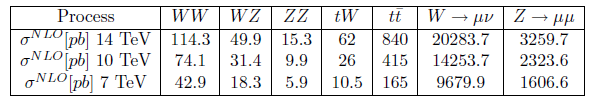 Process WW WZ ZZ tW tt̄ W → μν Z → μμ
σ^{NLO}[pb] 14 TeV 114.3 49.9 15.3 62 840 20283.7 3259.7
σ^{NLO}[pb] 10 TeV 74.1 31.4 9.9 26 415 14253.7 2323.6
σ^{NLO}[pb] 7 TeV 42.9 18.3 5.9 10.5 165 9679.9 1606.6